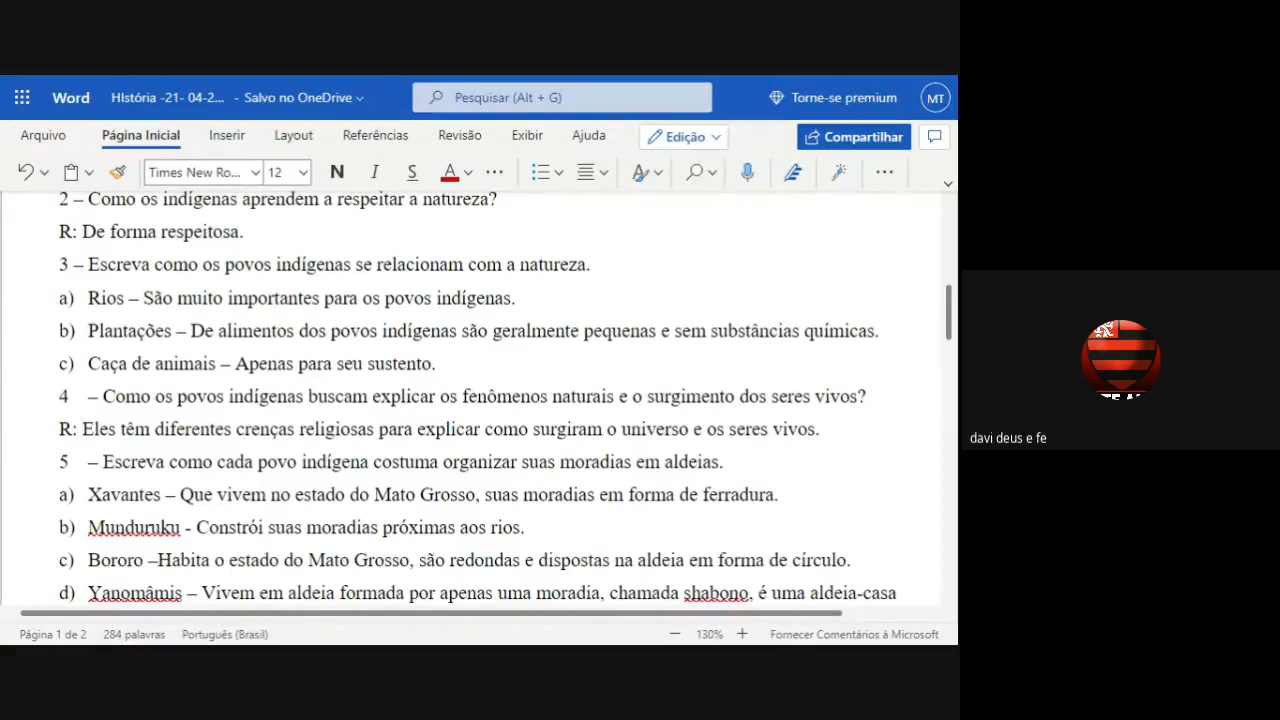 Word
HIstória -21- 04-2... - Salvo no OneDrive
Pesquisar (Alt + G)
Torne-se premium
MT
Arquivo
Página Inicial
Inserir
Layout
Referências
Revisão
Exibir
Ajuda
Edição
Compartilhar
Times New Ro...
12
N
I
S
A
2 – Como os indígenas aprendem a respeitar a natureza?
R: De forma respeitosa.
3 – Escreva como os povos indígenas se relacionam com a natureza.
a) Rios – São muito importantes para os povos indígenas.
b) Plantações – De alimentos dos povos indígenas são geralmente pequenas e sem substâncias químicas.
c) Caça de animais – Apenas para seu sustento.
4 – Como os povos indígenas buscam explicar os fenômenos naturais e o surgimento dos seres vivos?
R: Eles têm diferentes crenças religiosas para explicar como surgiram o universo e os seres vivos.
5 – Escreva como cada povo indígena costuma organizar suas moradias em aldeias.
a) Xavantes – Que vivem no estado do Mato Grosso, suas moradias em forma de ferradura.
b) Munduruku - Constrói suas moradias próximas aos rios.
c) Bororo –Habita o estado do Mato Grosso, são redondas e dispostas na aldeia em forma de círculo.
d) Yanomâmis – Vivem em aldeia formada por apenas uma moradia, chamada shabono, é uma aldeia-casa
Página 1 de 2
284 palavras
Português (Brasil)
130%
Fornecer Comentários à Microsoft
davi deus e fe